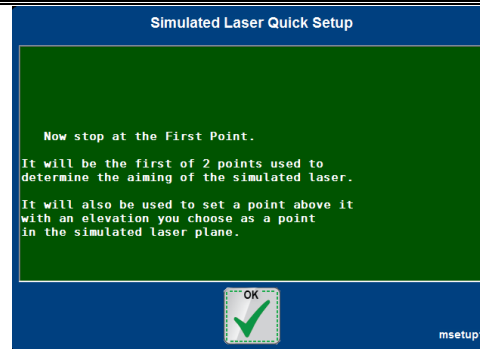 Simulated Laser Quick Setup
Now stop at the First Point.
It will be the first of 2 points used to
determine the aiming of the simulated laser.
It will also be used to set a point above it
with an elevation you choose as a point
in the simulated laser plane.
OK